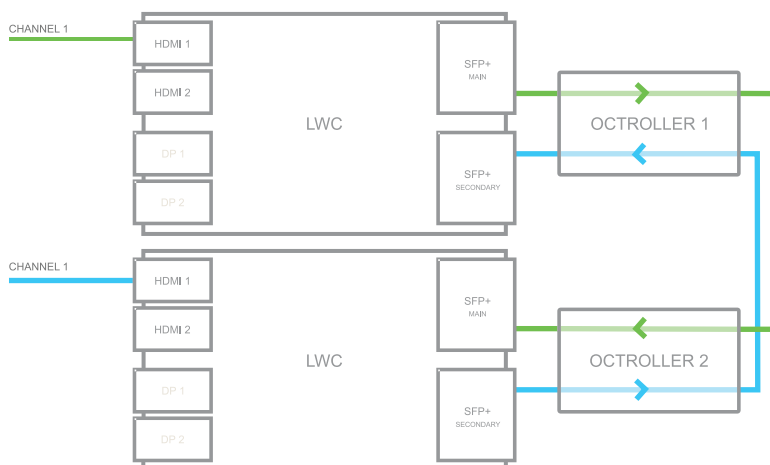 CHANNEL 1
HDMI 1
HDMI 2
DP 1
DP 2
LWC
SFP+
MAIN
SFP+
SECONDARY
OCTROLLER 1
CHANNEL 1
HDMI 1
HDMI 2
DP 1
DP 2
LWC
SFP+
MAIN
SFP+
SECONDARY
OCTROLLER 2